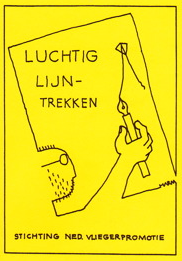 LUCHTIG
LIJN-
TREKKEN
STICHTING NED. VLIEGERPROMOTIE